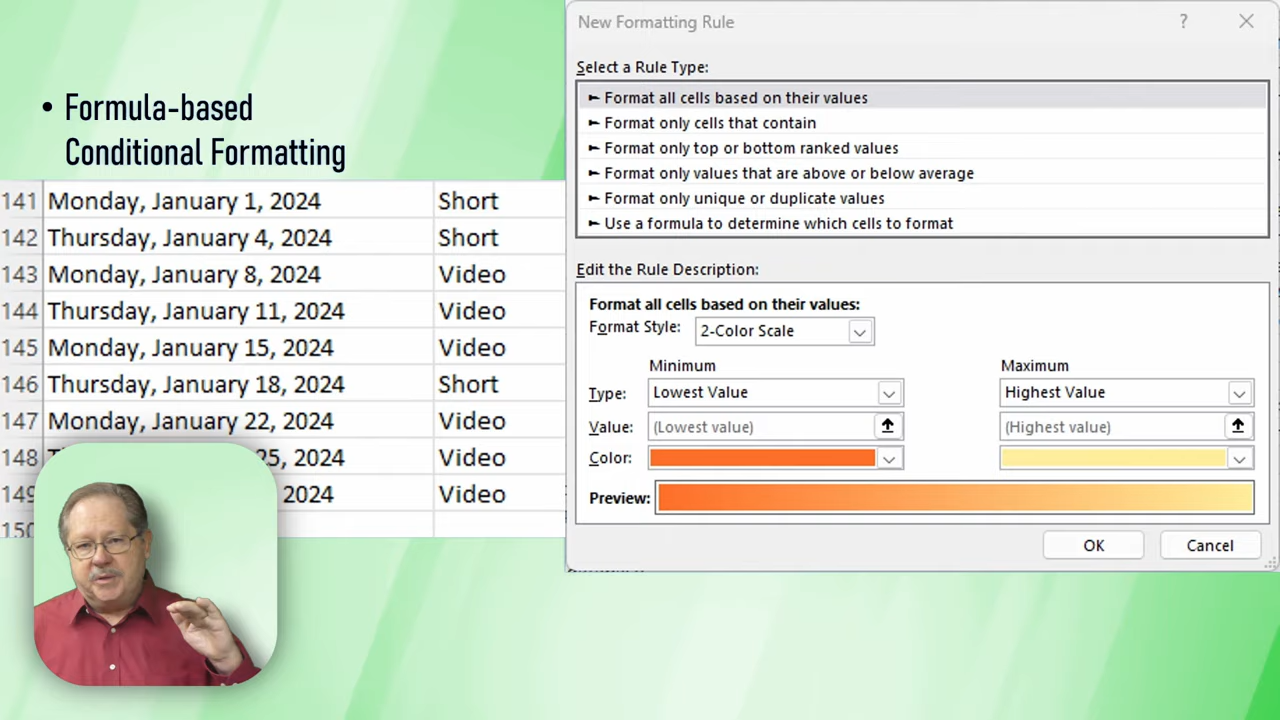 • Formula-based
Conditional Formatting
141 Monday, January 1, 2024 Short
142 Thursday, January 4, 2024 Short
143 Monday, January 8, 2024 Video
144 Thursday, January 11, 2024 Video
145 Monday, January 15, 2024 Video
146 Thursday, January 18, 2024 Short
147 Monday, January 22, 2024 Video
148 25, 2024 Video
149 2024 Video
150
New Formatting Rule ?
Select a Rule Type:
► Format all cells based on their values
► Format only cells that contain
► Format only top or bottom ranked values
► Format only values that are above or below average
► Format only unique or duplicate values
► Use a formula to determine which cells to format
Edit the Rule Description:
Format all cells based on their values:
Format Style: 2-Color Scale
Minimum Maximum
Type: Lowest Value Highest Value
Value: (Lowest value) (Highest value)
Color:
Preview:
OK Cancel